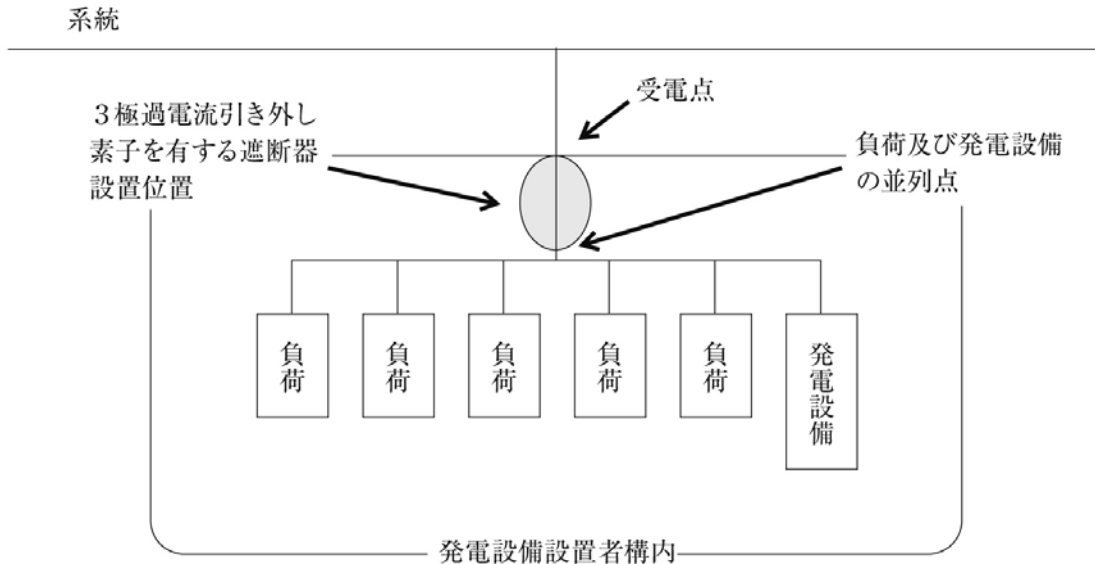 系統
受電点
３極過電流引き外し
素子を有する遮断器
設置位置
負荷及び発電設備
の並列点
負荷
負荷
負荷
負荷
負荷
発電設備
発電設備設置者構内